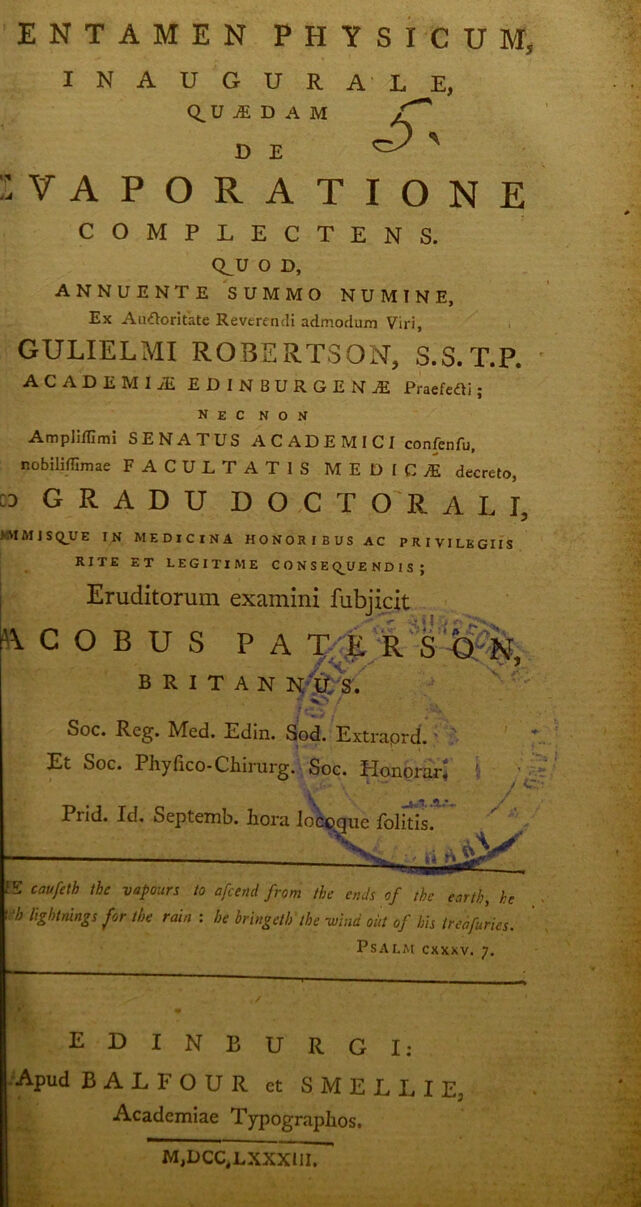 ENTAMEN PHYSICUM,
INAUGURALE,
QUÆDAM
5.
DE
VAPORATIONE
COMPLECTENS.
QUOD,
ANNUENTE SUMMO NUMINE,
Ex Auctoritate Reverendi admodum Viri,
GULIELMI ROBERTSON, S.S.T.P.
ACADEMIÆ EDINBURGENÆ Praefecti;
NEC NON
Ampliſſimi SENATUS ACADEMICI conſenſu,
nobiliſſimae FACULTATIS MEDICÆ decreto,
O GRADU DOCTORALI,
MMISQUE IN MEDICINA HONORIBUS AC PRIVILEGIIS
RITE ET LEGITIME CONSEQUENDIS;
Eruditorum examini ſubjicit
ACOBUS PATERSON,
BRITANNUS.
Soc. Reg. Med. Edin. Sod. Extraord.
Et Soc. Phyſico-Chirurg. Soc. Honorar.
Prid. Id. Septemb. hora locoque ſolitis.
E cauſeth the vapours to aſcend from the ends of the earth, he
h lightnings for the rain : he bringeth the wind out of his treaſuries.
PSALM CXXXV. 7.
EDINBURGI:
Apud BALFOUR et SMELLIE,
Academiae Typographos.
M,DCC,LXXXIII.